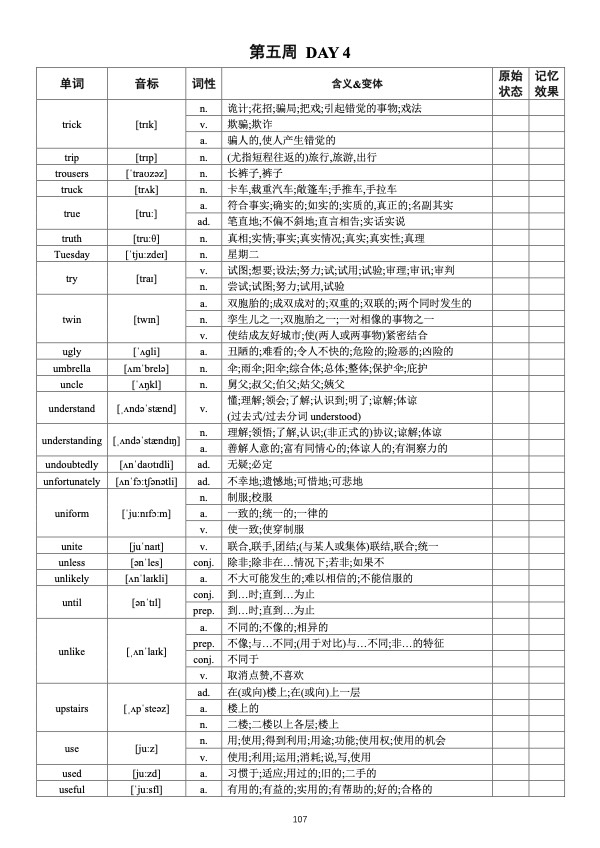 第五周 DAY 4
单词 音标 词性 含义&变体 原始状态 记忆效果
trick [trɪk] n. 诡计;花招;骗局;把戏;引起错觉的事物;戏法
v. 欺骗;欺诈
a. 骗人的,使人产生错觉的
trip [trɪp] n. (尤指短程往返的)旅行,旅游,出行
trousers [ˈtraʊzəz] n. 长裤子,裤子
truck [trʌk] n. 卡车,载重汽车;敞篷车;手推车,手拉车
true [truː] a. 符合事实;确实的;如实的;实质的,真正的;名副其实
ad. 笔直地;不偏不斜地;直言相告;实话实说
truth [truːθ] n. 真相;实情;事实;真实情况;真实;真实性;真理
Tuesday [ˈtjuːzdeɪ] n. 星期二
try [traɪ] v. 试图;想要;设法;努力;试;试用;试验;审理;审讯;审判
n. 尝试;试图;努力;试用,试验
twin [twɪn] a. 双胞胎的;成双成对的;双重的;双联的;两个同时发生的
n. 孪生儿之一;双胞胎之一;一对相像的事物之一
v. 使结成友好城市;使(两人或两事物)紧密结合
ugly [ˈʌɡli] a. 丑陋的;难看的;令人不快的;危险的;险恶的;凶险的
umbrella [ʌmˈbrelə] n. 伞;雨伞;阳伞;综合体;总体;整体;保护伞;庇护
uncle [ˈʌŋkl] n. 舅父;叔父;伯父;姑父;姨父
understand [ˌʌndəˈstænd] v. 懂;理解;领会;了解;认识到;明了;谅解;体谅
(过去式/过去分词 understood)
understanding [ˌʌndəˈstændɪŋ] n. 理解;领悟;了解,认识;(非正式的)协议;谅解;体谅
a. 善解人意的;富有同情心的;体谅人的;有洞察力的
undoubtedly [ʌnˈdaʊtɪdli] ad. 无疑;必定
unfortunately [ʌnˈfɔːtʃənətli] ad. 不幸地;遗憾地;可惜地;可悲地
uniform [ˈjuːnɪfɔːm] n. 制服;校服
a. 一致的;统一的;一律的
v. 使一致;使穿制服
unite [juˈnaɪt] v. 联合,联手,团结;(与某人或集体)联结,联合;统一
unless [ənˈles] conj. 除非;除非在…情况下;若非;如果不
unlikely [ʌnˈlaɪkli] a. 不大可能发生的;难以相信的;不能信服的
until [ənˈtɪl] conj. 到…时;直到…为止
prep. 到…时;直到…为止
unlike [ˌʌnˈlaɪk] a. 不同的;不像的;相异的
prep. 不像;与…不同;(用于对比)与…不同;非…的特征
conj. 不同于
v. 取消点赞,不喜欢
upstairs [ˌʌpˈsteəz] ad. 在(或向)楼上;在(或向)上一层
a. 楼上的
n. 二楼;二楼以上各层;楼上
use [juːz] n. 用;使用;得到利用;用途;功能;使用权;使用的机会
v. 使用;利用;运用;消耗;说,写,使用
used [juːzd] a. 习惯于;适应;用过的;旧的;二手的
useful [ˈjuːsfl] a. 有用的;有益的;实用的;有帮助的;好的;合格的
107